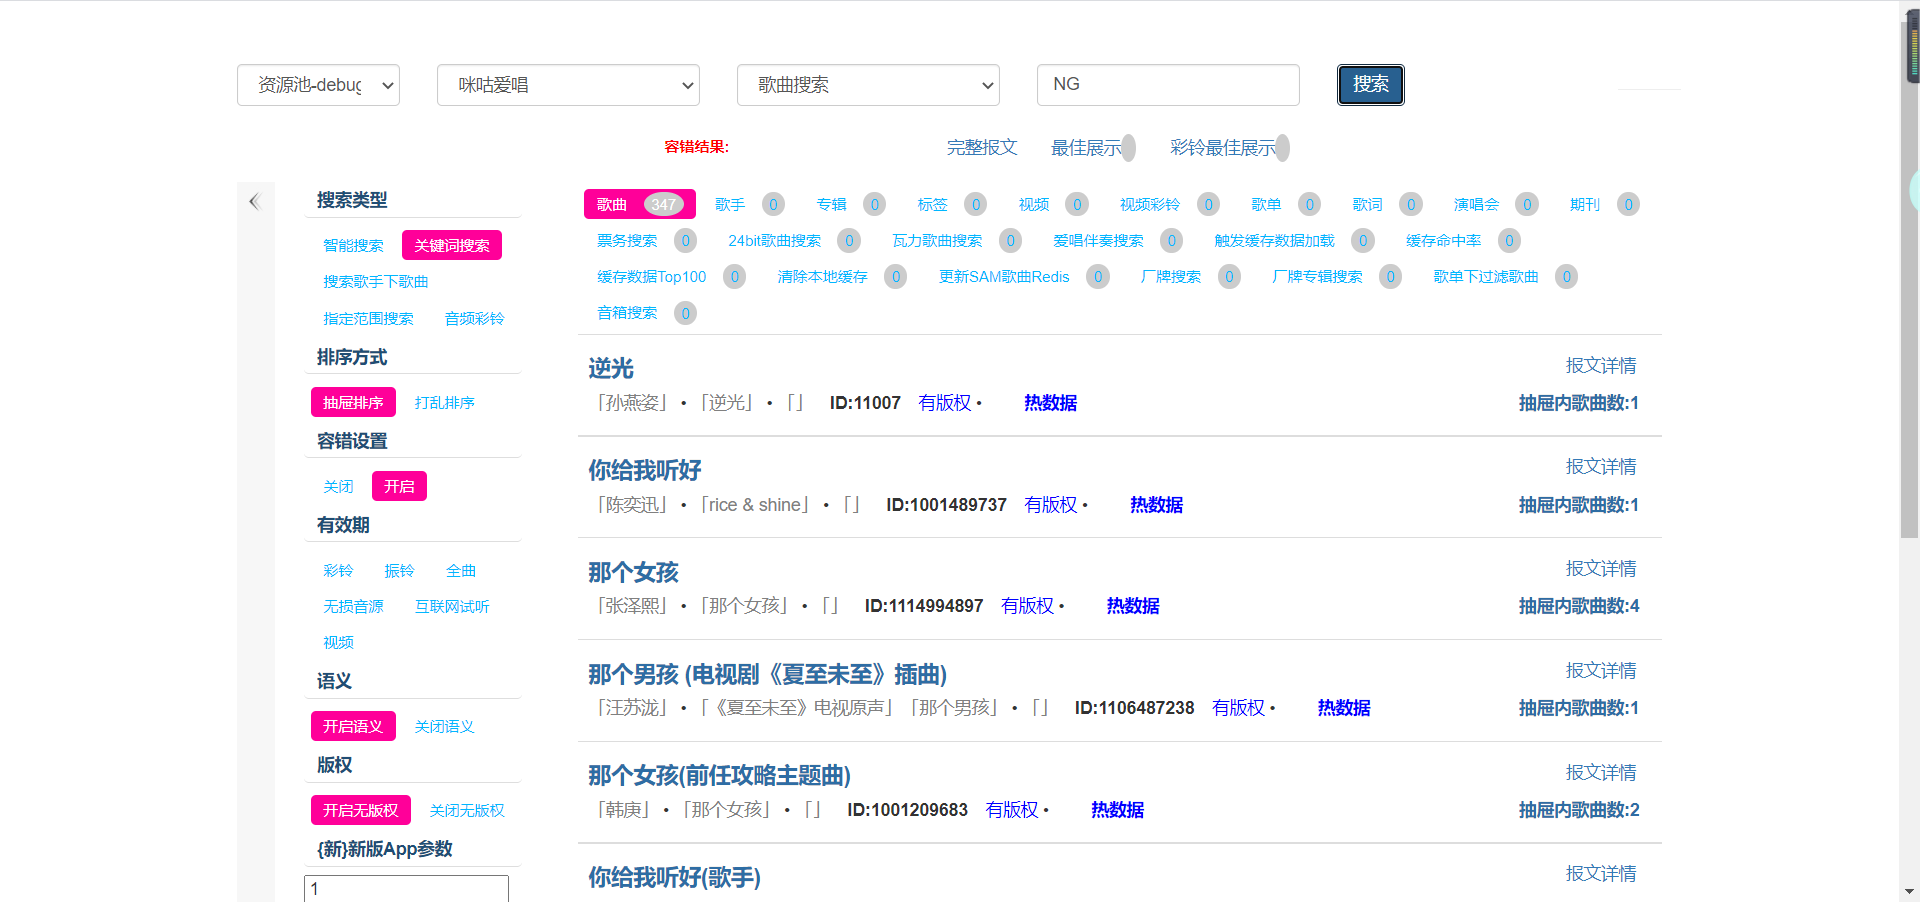 资源池-debug 咪咕爱唱 歌曲搜索 NG 搜索
容错结果: 完整报文 最佳展示 彩铃最佳展示
搜索类型
智能搜索 关键词搜索
搜索歌手下歌曲
指定范围搜索 音频彩铃
排序方式
抽屉排序 打乱排序
容错设置
关闭 开启
有效期
彩铃 振铃 全曲
无损音源 互联网试听
视频
语义
开启语义 关闭语义
版权
开启无版权 关闭无版权
{新}新版App参数
1
歌曲 347 歌手 0 专辑 0 标签 0 视频 0 视频彩铃 0 歌单 0 歌词 0 演唱会 0 期刊 0
票务搜索 0 24bit歌曲搜索 0 瓦力歌曲搜索 0 爱唱伴奏搜索 0 触发缓存数据加载 0 缓存命中率 0
缓存数据Top100 0 清除本地缓存 0 更新SAM歌曲Redis 0 厂牌搜索 0 厂牌专辑搜索 0 歌单下过滤歌曲 0
音箱搜索 0
逆光 报文详情
「孙燕姿」 • 「逆光」 • 「」 ID:11007 有版权 • 热数据 抽屉内歌曲数:1
你给我听好 报文详情
「陈奕迅」 • 「rice & shine」 • 「」 ID:1001489737 有版权 • 热数据 抽屉内歌曲数:1
那个女孩 报文详情
「张泽熙」 • 「那个女孩」 • 「」 ID:1114994897 有版权 • 热数据 抽屉内歌曲数:4
那个男孩 (电视剧《夏至未至》插曲) 报文详情
「汪苏泷」 • 「《夏至未至》电视原声」「那个男孩」 • 「」 ID:1106487238 有版权 • 热数据 抽屉内歌曲数:1
那个女孩(前任攻略主题曲) 报文详情
「韩庚」 • 「那个女孩」 • 「」 ID:1001209683 有版权 • 热数据 抽屉内歌曲数:2
你给我听好(歌手) 报文详情